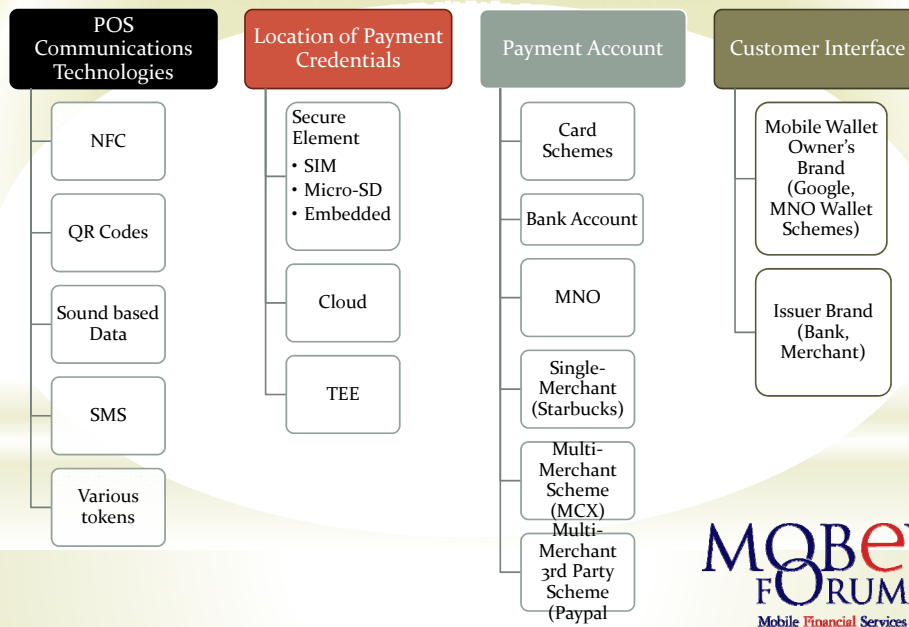 POS
Communications
Technologies
NFC
QR Codes
Sound based
Data
SMS
Various
tokens
Location of Payment
Credentials
Secure
Element
• SIM
• Micro-SD
• Embedded
Cloud
TEE
Payment Account
Card
Schemes
Bank Account
MNO
Single-
Merchant
(Starbucks)
Multi-
Merchant
Scheme
(MCX)
Multi-
Merchant
3rd Party
Scheme
(Paypal
Customer Interface
Mobile Wallet
Owner's
Brand
(Google,
MNO Wallet
Schemes)
Issuer Brand
(Bank,
Merchant)
MOBEY
FORUM
Mobile Financial Services